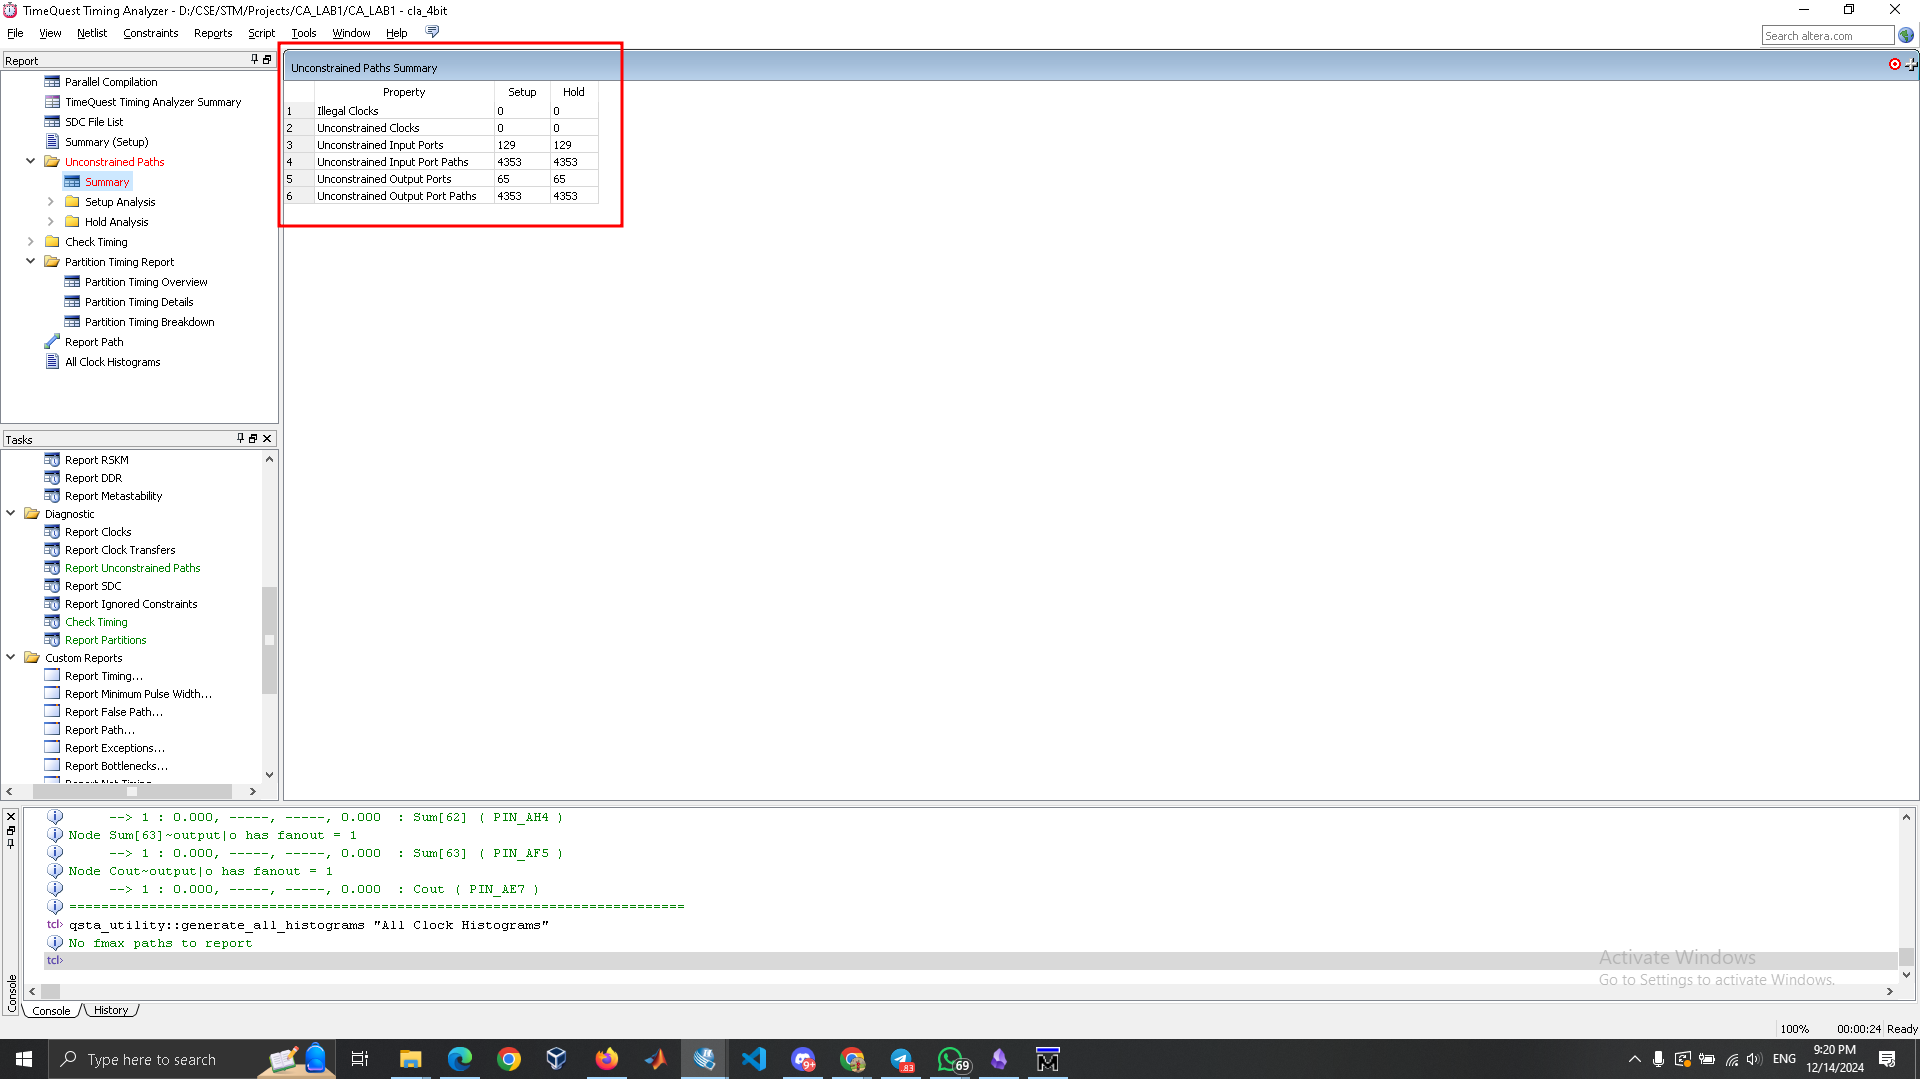 TimeQuest Timing Analyzer - D:/CSE/STM/Projects/CA_LAB1/CA_LAB1 - cla_4bit
File View Netlist Constraints Reports Script Tools Window Help
Search altera.com
Report
Parallel Compilation
TimeQuest Timing Analyzer Summary
SDC File List
Summary (Setup)
Unconstrained Paths
Summary
Setup Analysis
Hold Analysis
Check Timing
Partition Timing Report
Partition Timing Overview
Partition Timing Details
Partition Timing Breakdown
Report Path
All Clock Histograms
Unconstrained Paths Summary
Property Setup Hold
1 Illegal Clocks 0 0
2 Unconstrained Clocks 0 0
3 Unconstrained Input Ports 129 129
4 Unconstrained Input Port Paths 4353 4353
5 Unconstrained Output Ports 65 65
6 Unconstrained Output Port Paths 4353 4353
Tasks
Report RSKM
Report DDR
Report Metastability
Diagnostic
Report Clocks
Report Clock Transfers
Report Unconstrained Paths
Report SDC
Report Ignored Constraints
Check Timing
Report Partitions
Custom Reports
Report Timing...
Report Minimum Pulse Width...
Report False Path...
Report Path...
Report Exceptions...
Report Bottlenecks...
--> 1 : 0.000, -----, -----, 0.000 : Sum[62] ( PIN_AH4 )
Node Sum[63]~output|o has fanout = 1
--> 1 : 0.000, -----, -----, 0.000 : Sum[63] ( PIN_AF5 )
Node Cout~output|o has fanout = 1
--> 1 : 0.000, -----, -----, 0.000 : Cout ( PIN_AE7 )
=============================================================================
tcl> qsta_utility::generate_all_histograms "All Clock Histograms"
No fmax paths to report
tcl>
Console
Console History
Activate Windows
Go to Settings to activate Windows.
100% 00:00:24 Ready
Type here to search
9+
83
69
ENG
9:20 PM
12/14/2024